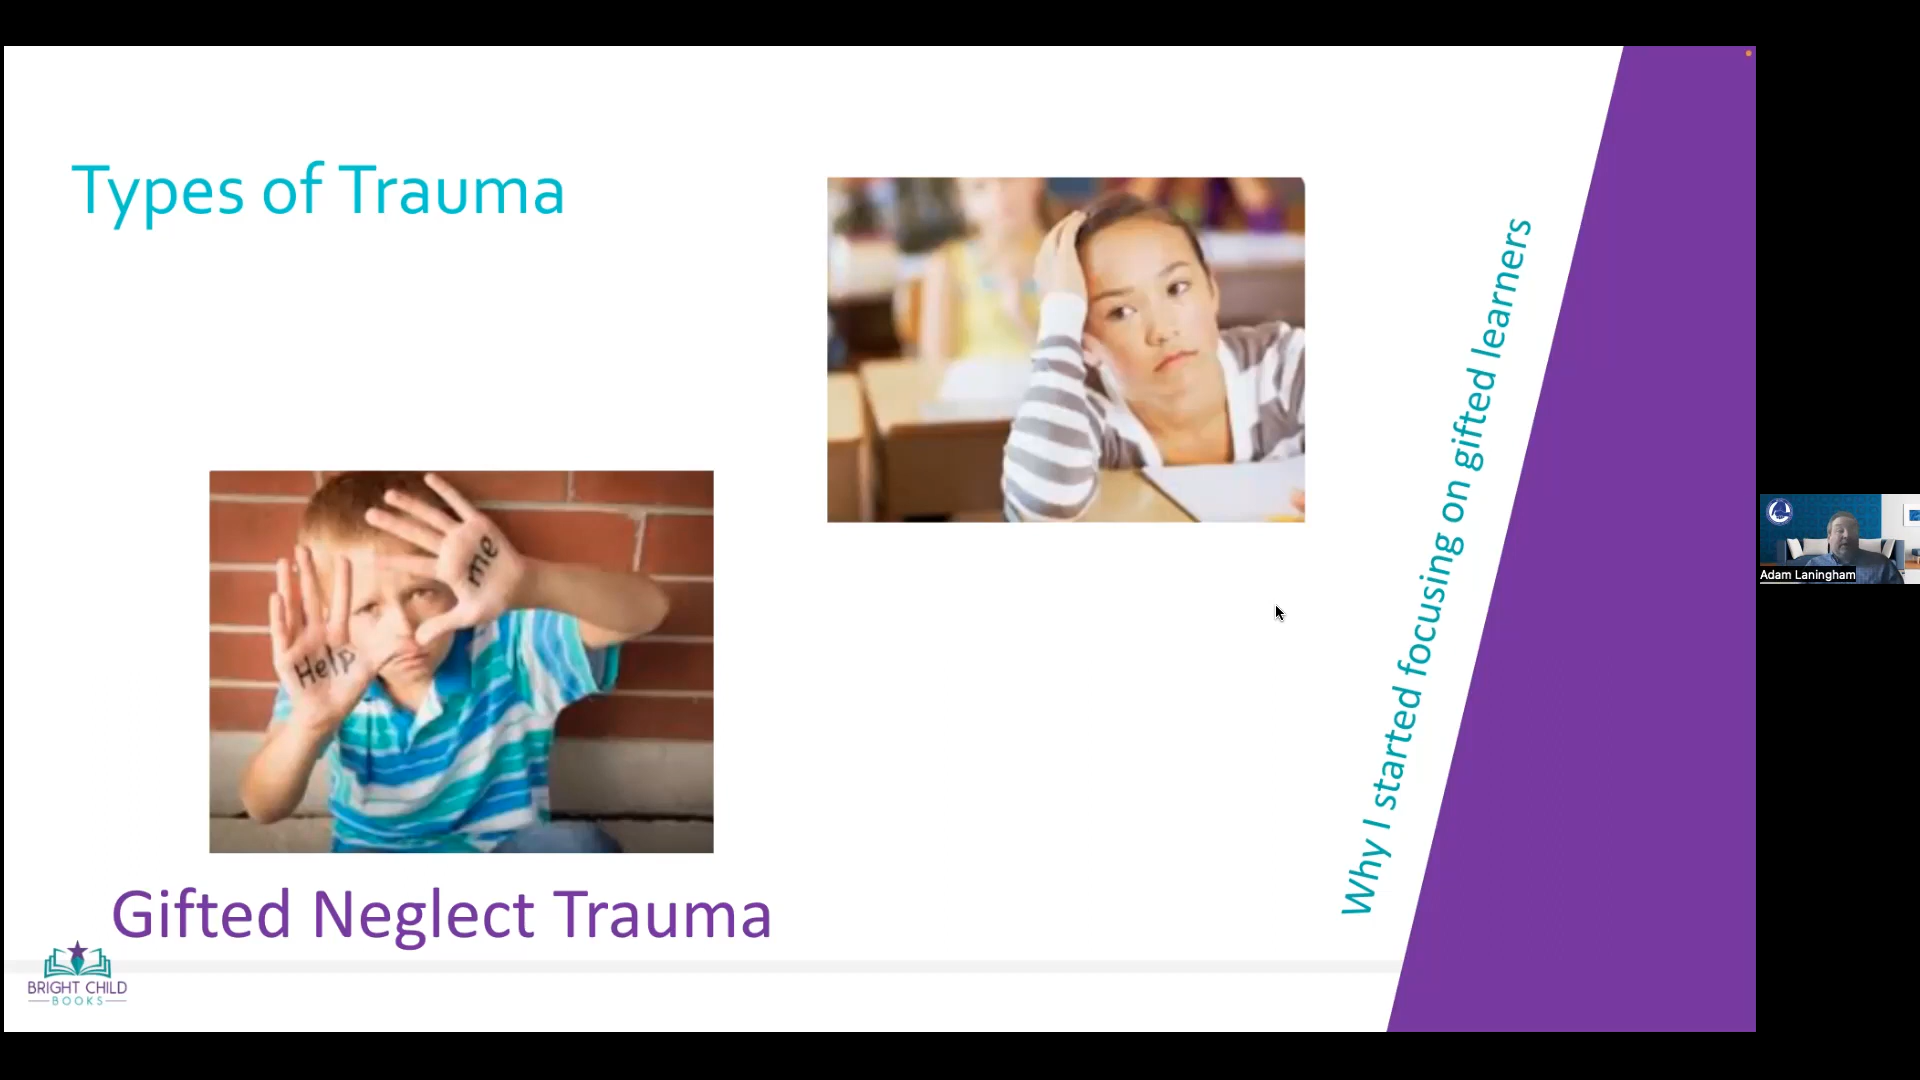 Types of Trauma
me
Help
Why I started focusing on gifted learners
Gifted Neglect Trauma
BRIGHT CHILD
BOOKS
Adam Laningham